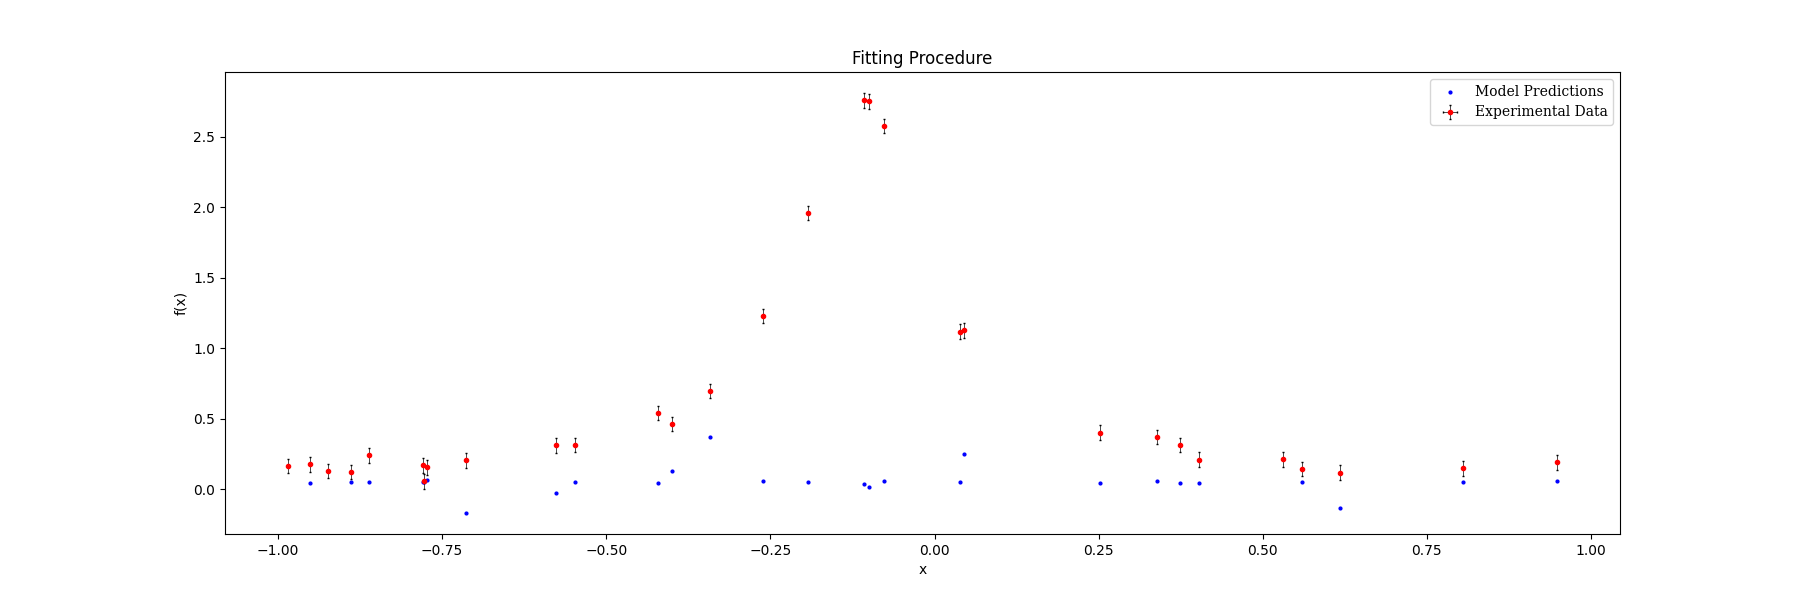 Fitting Procedure
Model Predictions
Experimental Data
f(x)
2.5
2.0
1.5
1.0
0.5
0.0
−1.00 −0.75 −0.50 −0.25 0.00 0.25 0.50 0.75 1.00
x